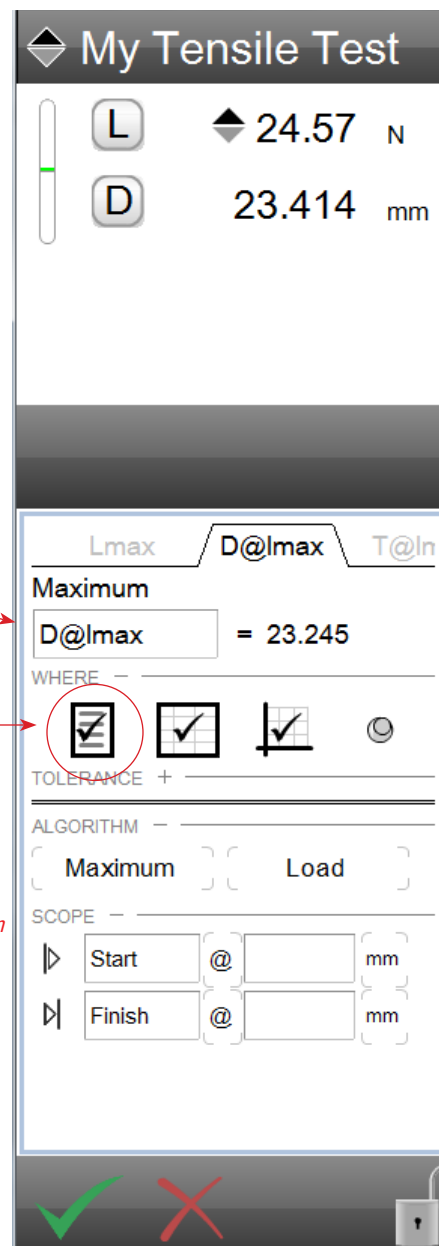 My Tensile Test
L 24.57 N
D 23.414 mm
Lmax D@lmax
Maximum
D@lmax = 23.245
WHERE −
TOLERANCE +
ALGORITHM −
Maximum Load
SCOPE −
Start @ mm
Finish @ mm